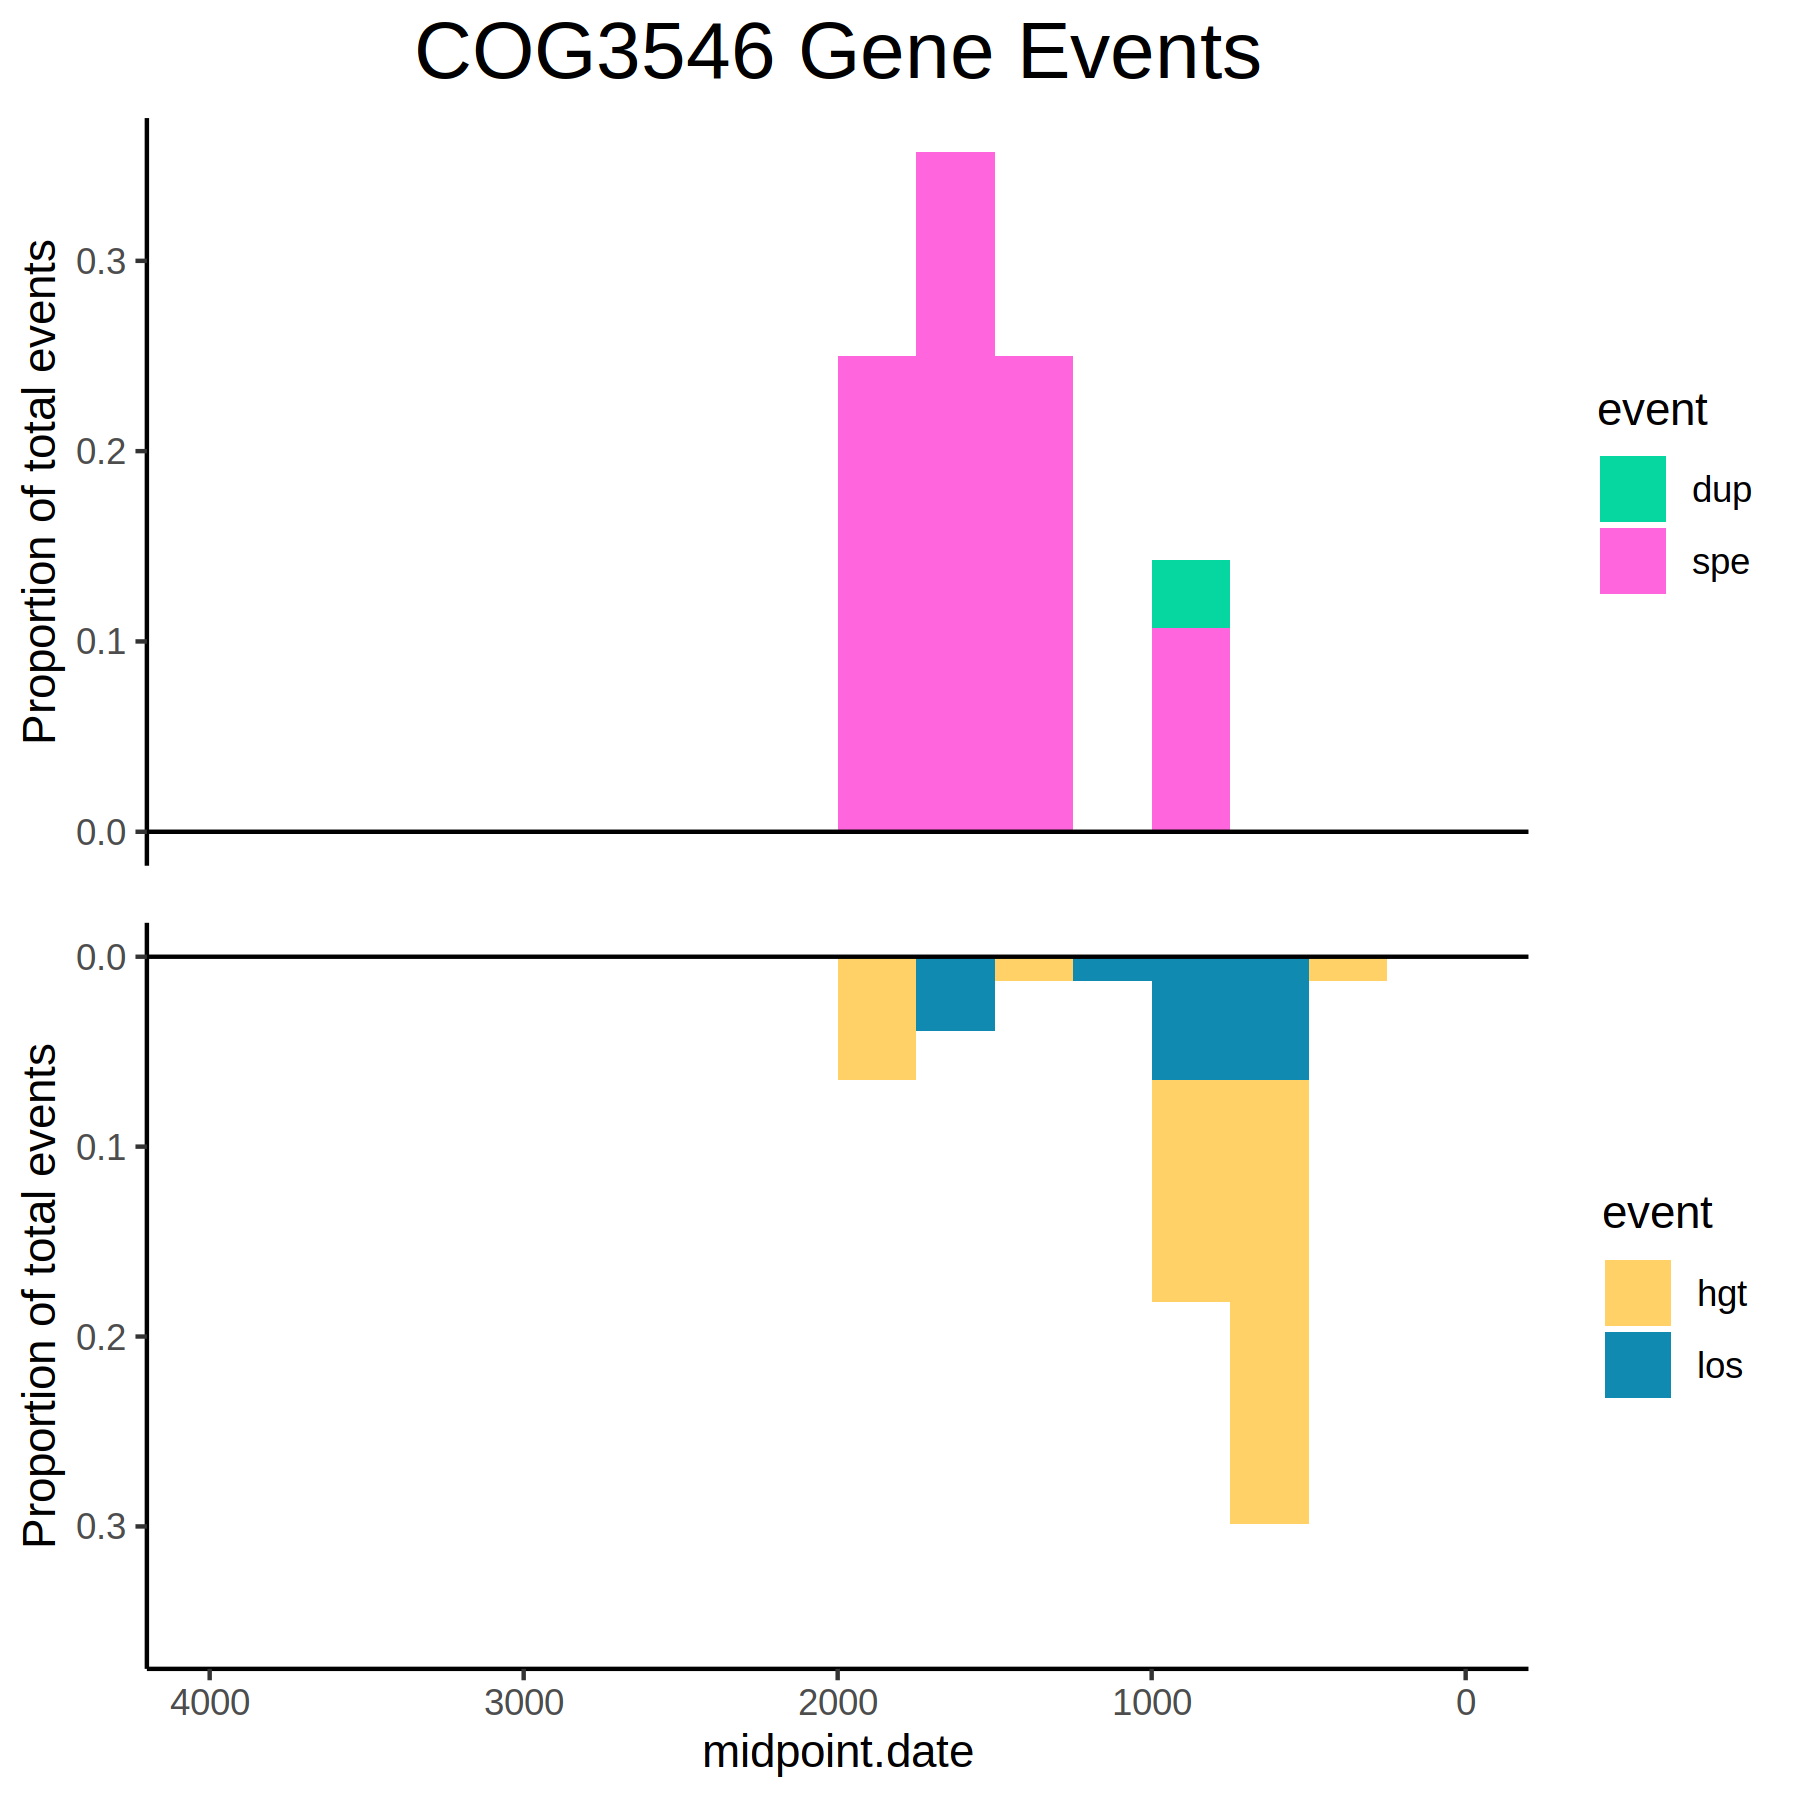 COG3546 Gene Events
Proportion of total events
0.3
0.2
0.1
0.0
event
dup
spe
Proportion of total events
0.0
0.1
0.2
0.3
event
hgt
los
4000 3000 2000 1000 0
midpoint.date